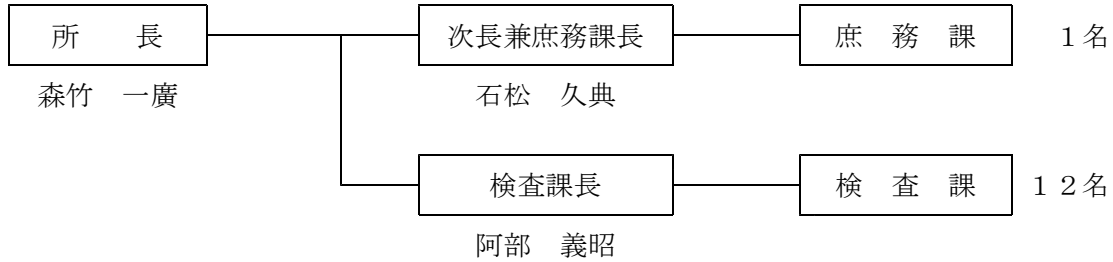 所　長　次長兼庶務課長　庶　務　課　１名
森竹　一廣　石松　久典
検査課長　検　査　課　１２名
阿部　義昭